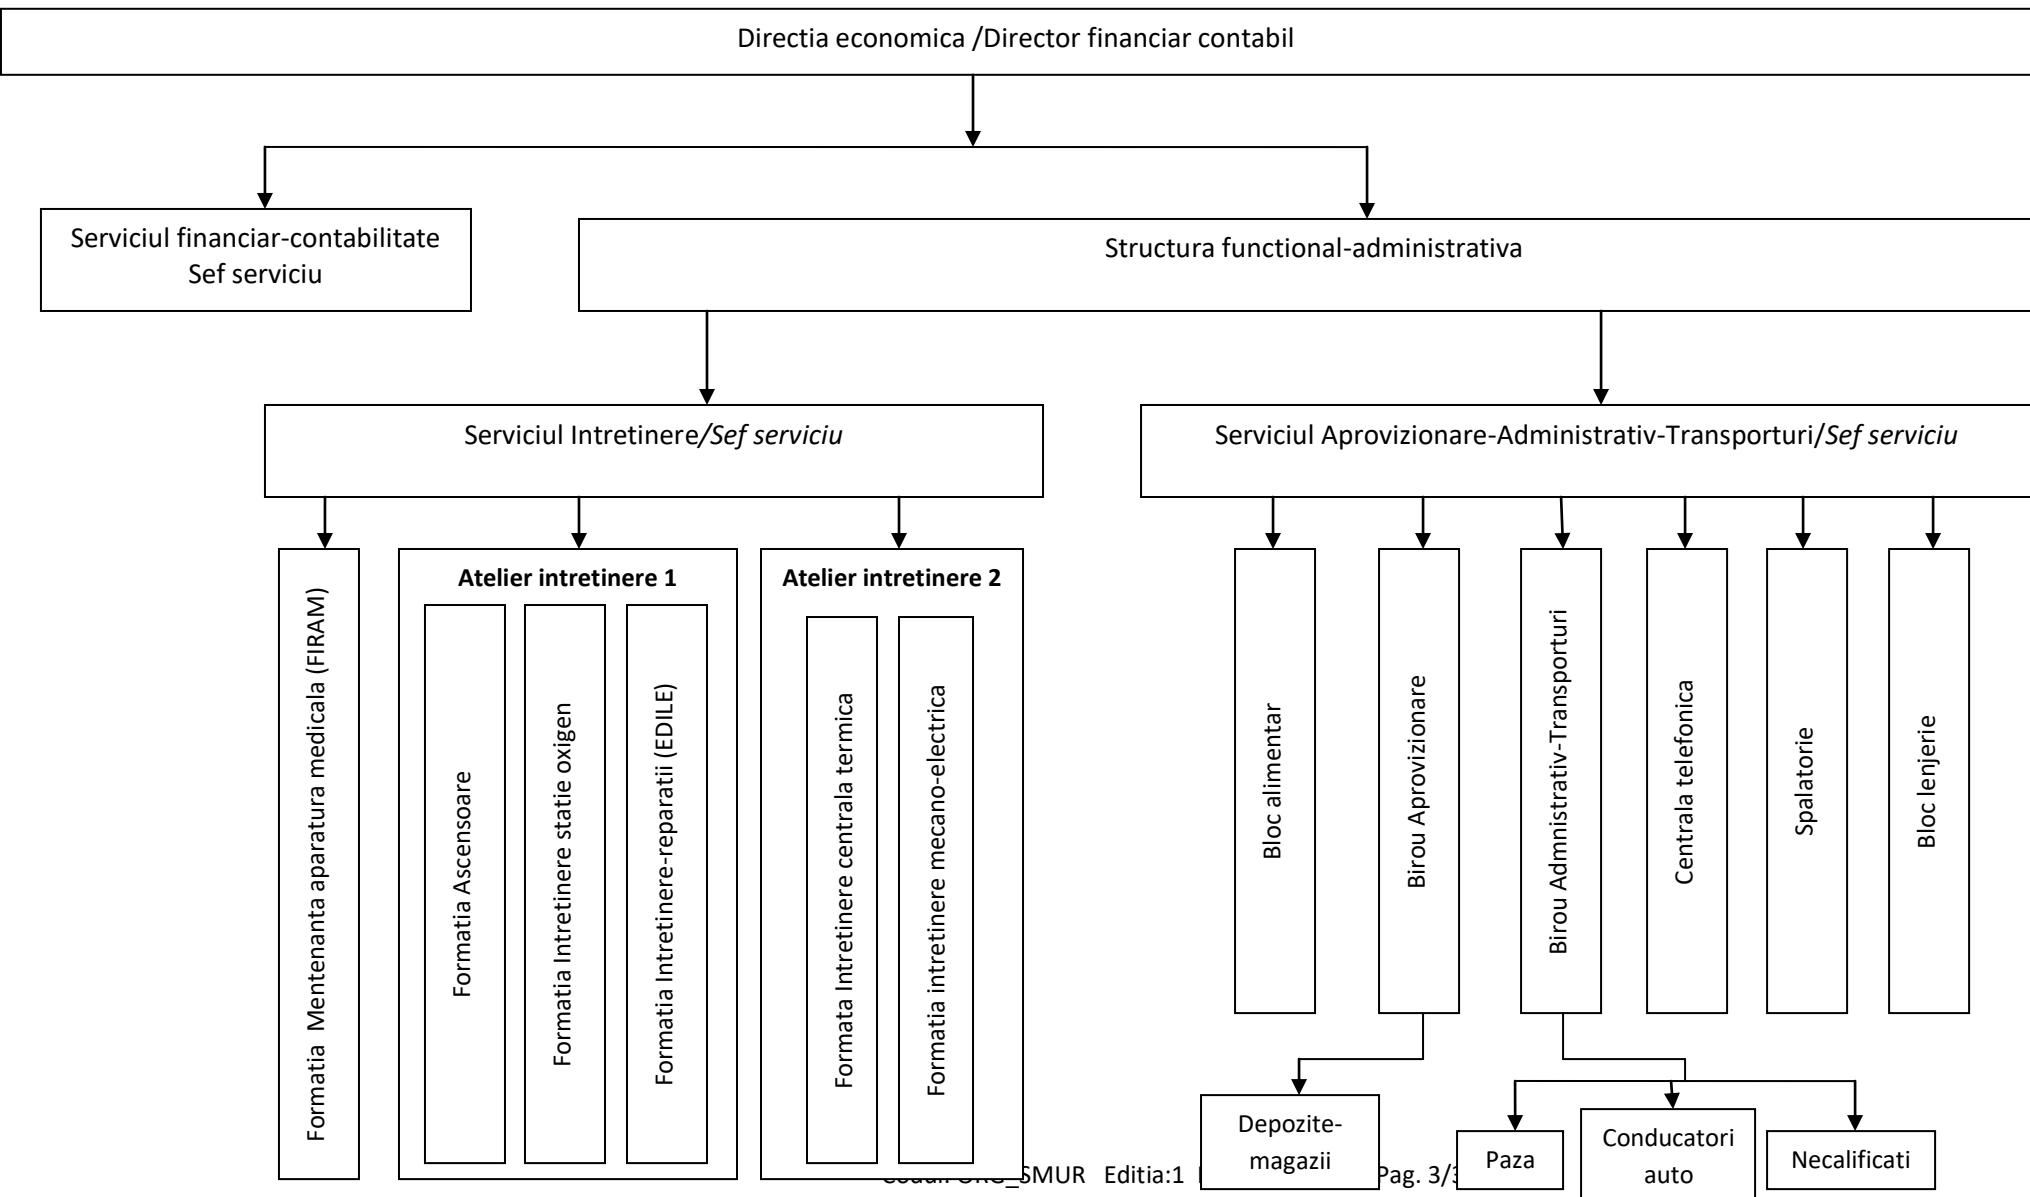 Directia economica /Director financiar contabil
Serviciul financiar-contabilitate
Sef serviciu
Structura functional-administrativa
Serviciul Intretinere/Sef serviciu
Serviciul Aprovizionare-Administrativ-Transporturi/Sef serviciu
Formatia Mentenanta aparatura medicala (FIRAM)
Atelier intretinere 1
Formatia Ascensoare
Formatia Intretinere statie oxigen
Formatia Intretinere-reparatii (EDILE)
Atelier intretinere 2
Formata Intretinere centrala termica
Formatia intretinere mecano-electrica
Bloc alimentar
Birou Aprovizionare
Birou Admnistrativ-Transporturi
Centrala telefonica
Spalatorie
Bloc lenjerie
Depozite-
magazii
Paza
Conducatori
auto
Necalificati
SMUR Editia:1 Pag. 3/3